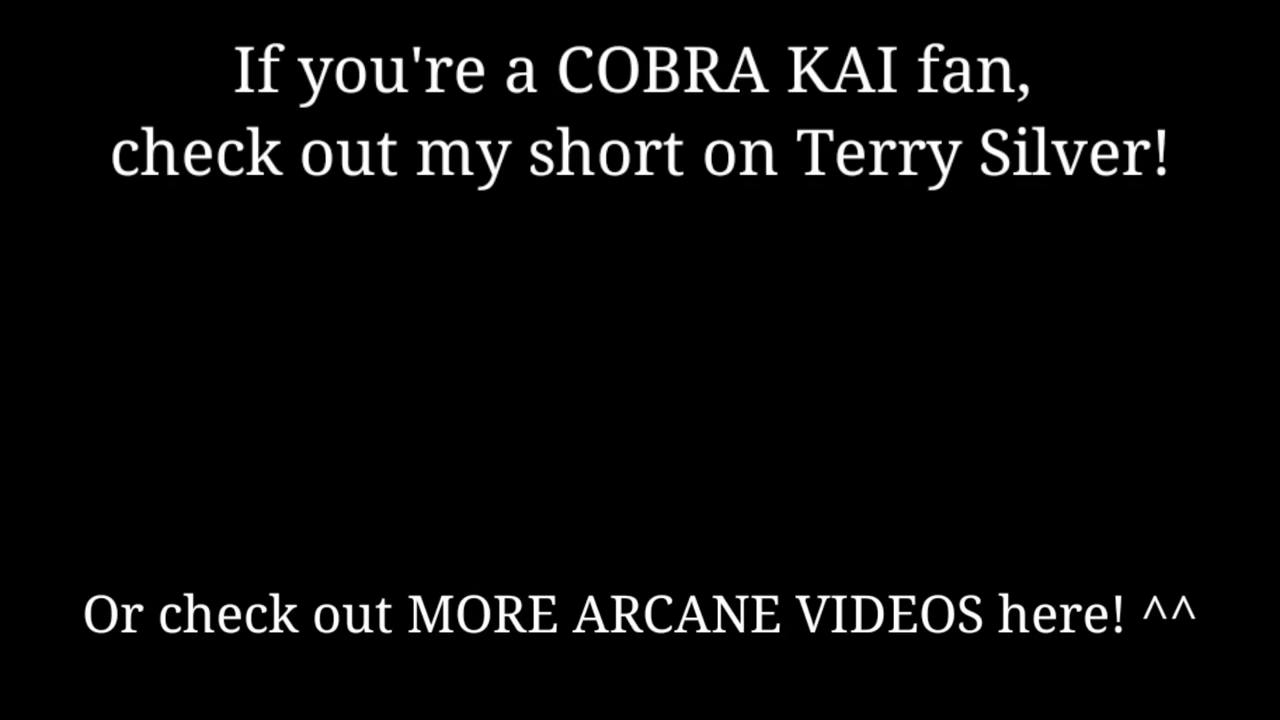 If you're a COBRA KAI fan,
check out my short on Terry Silver!
Or check out MORE ARCANE VIDEOS here! ^^